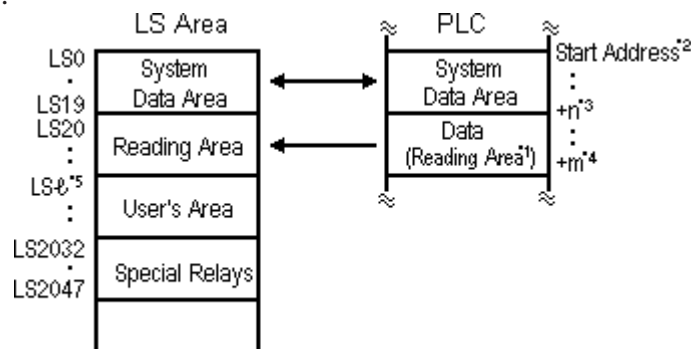 LS Area
PLC
LS0
:
LS19
System
Data Area
System
Data Area
Start Address*2
:
+n*3
LS20
:
Reading Area
Data
(Reading Area*1)
:
+m*4
LSℓ*5
:
User's Area
LS2032
:
LS2047
Special Relays